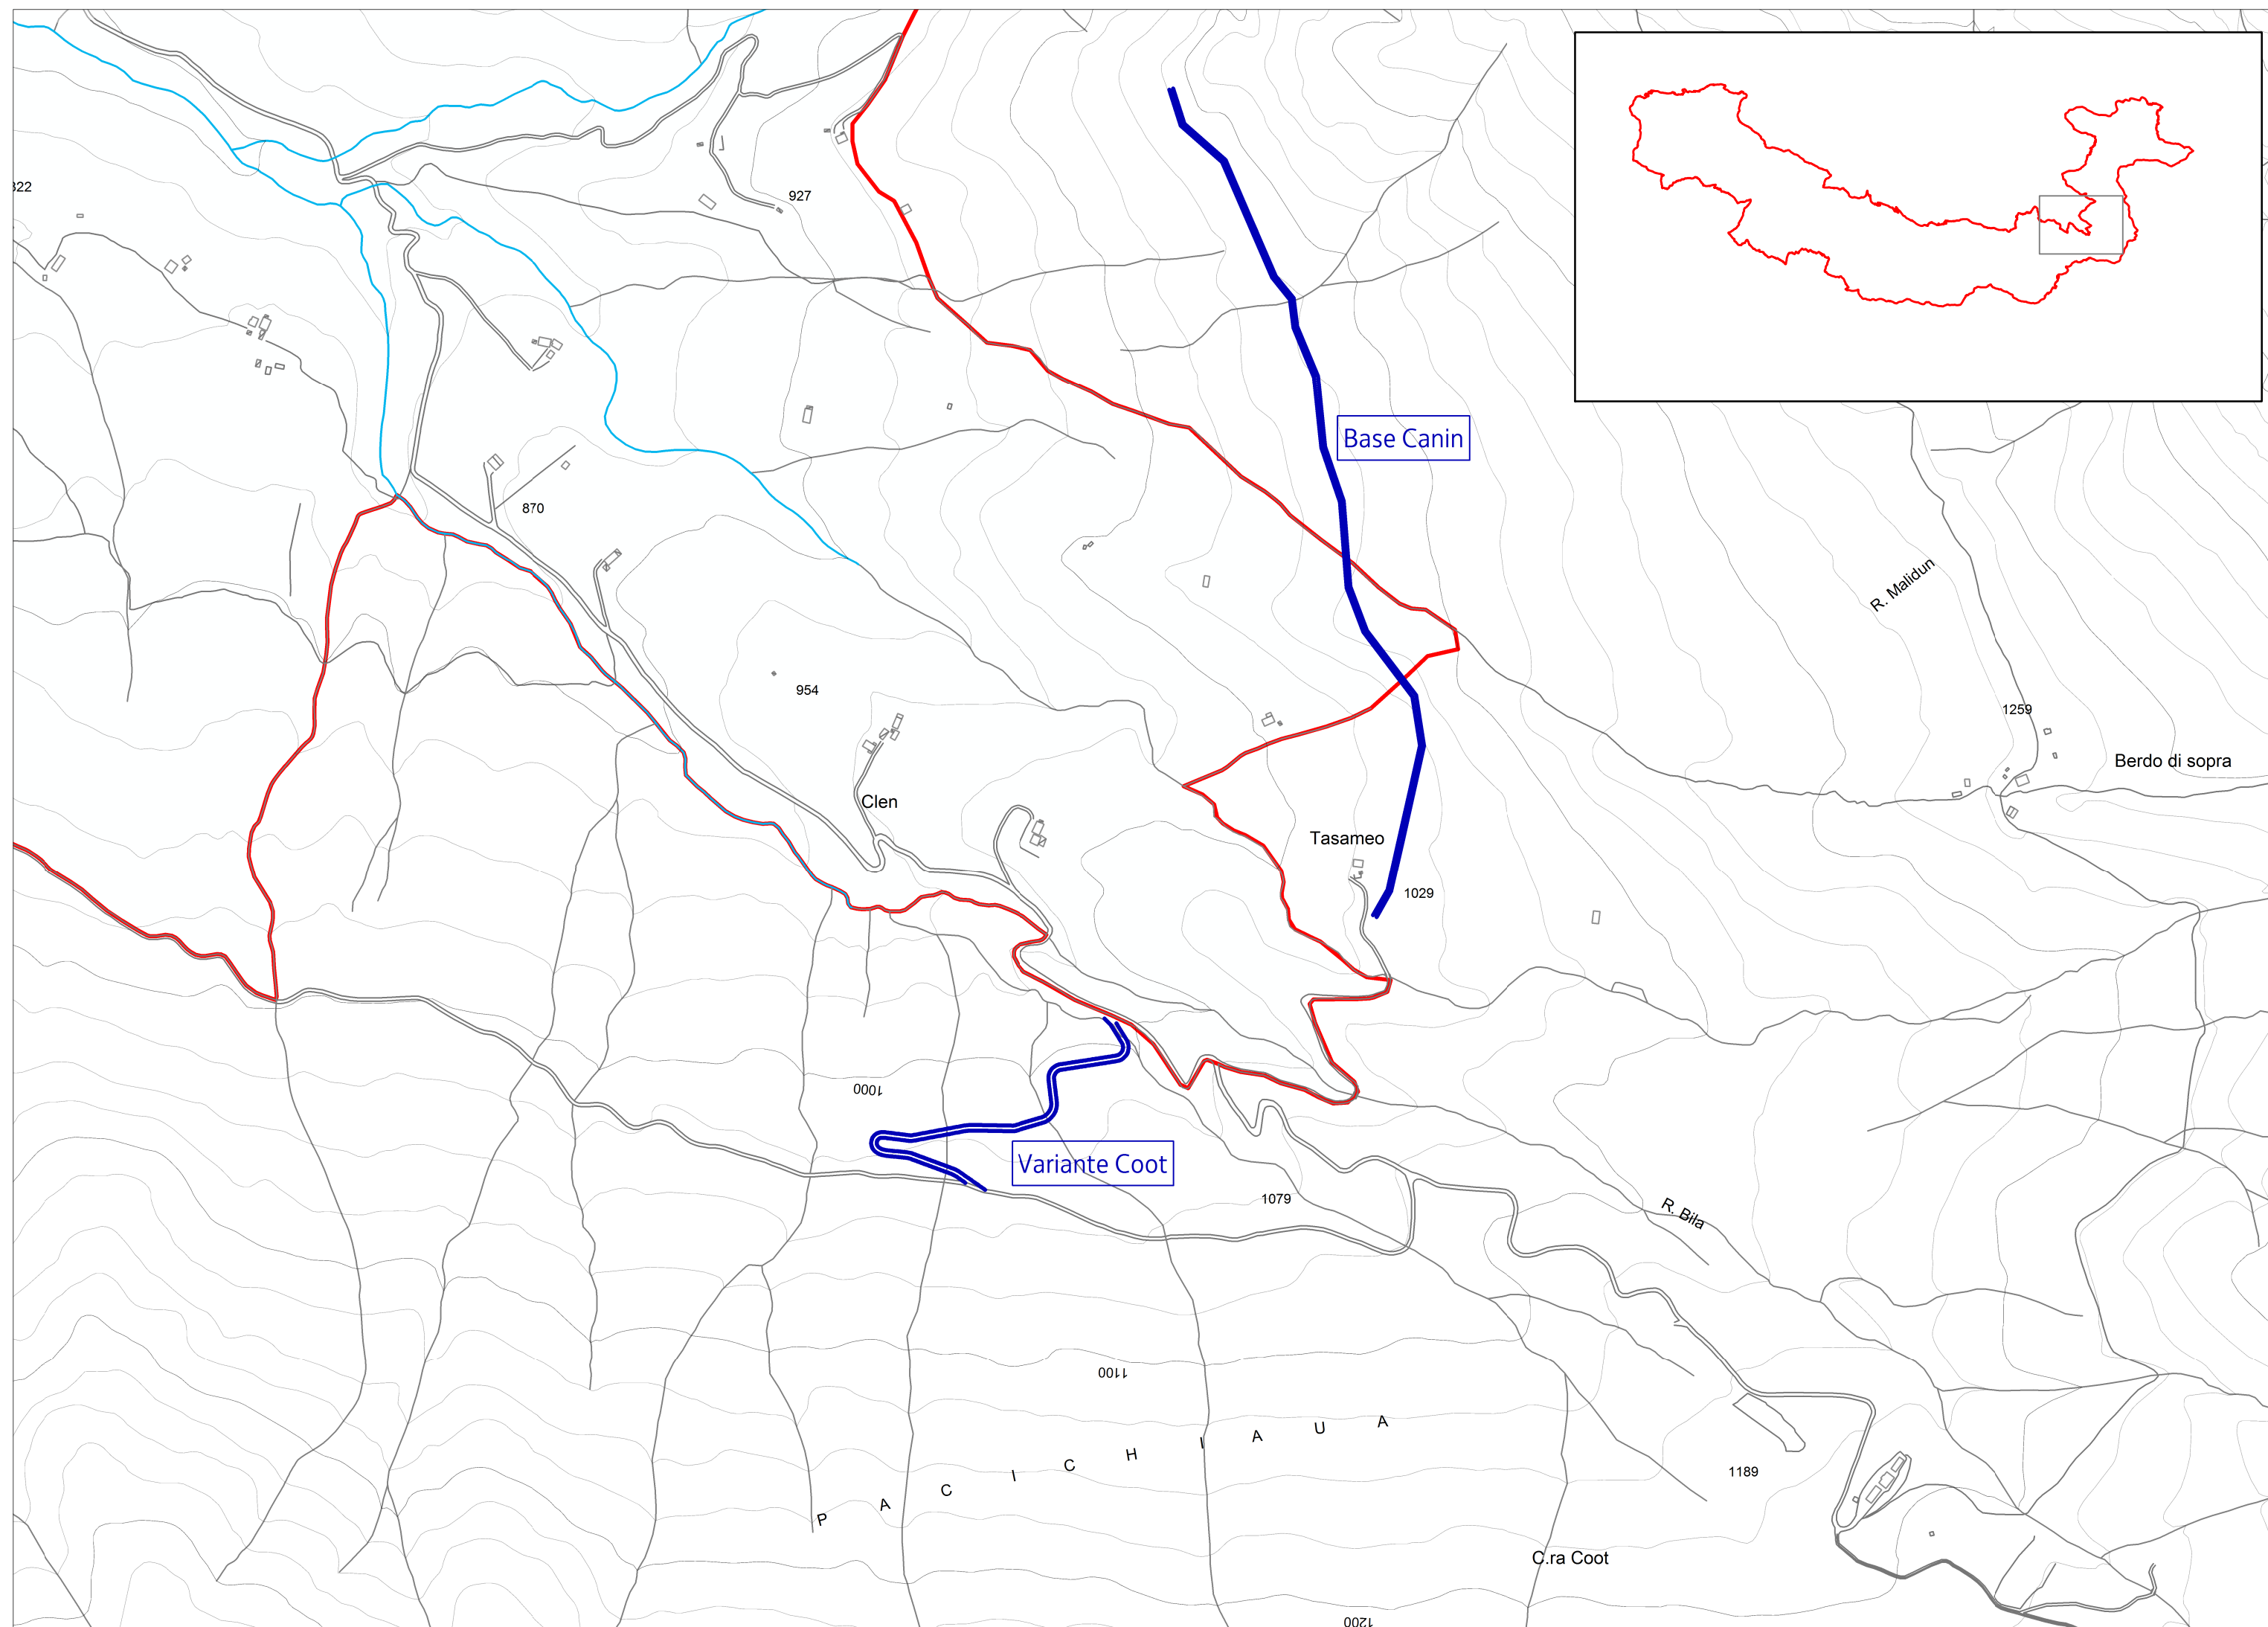 322
927
Base Canin
870
R. Malidun
954
1259
Berdo di sopra
Clen
Tasameo
1029
1000
Variante Coot
1079
R. Bila
1100
P A C I C H I A U A
1189
C.ra Coot
1200